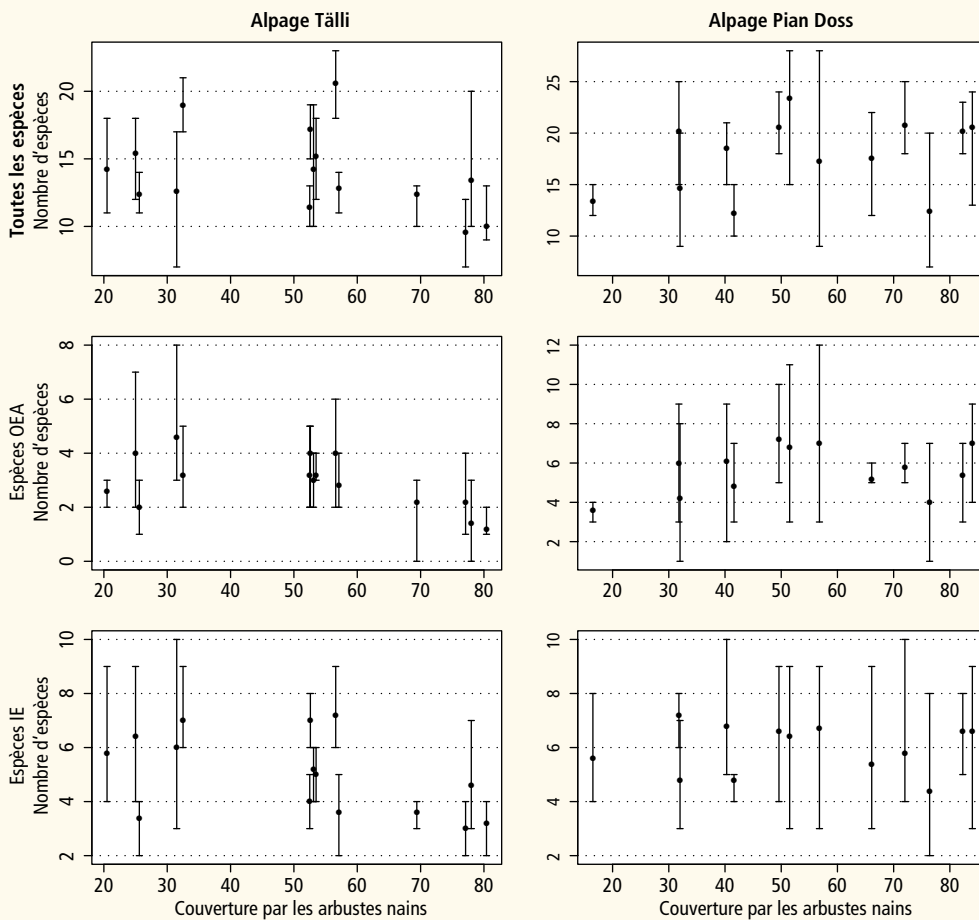 Alpage Tälli
Alpage Pian Doss
Toutes les espèces
Nombre d'espèces
10 15 20
20 30 40 50 60 70 80
10 15 20 25
20 30 40 50 60 70 80
Espèces OEA
Nombre d'espèces
0 2 4 6 8
20 30 40 50 60 70 80
2 4 6 8 10 12
20 30 40 50 60 70 80
Espèces IE
Nombre d'espèces
2 4 6 8 10
20 30 40 50 60 70 80
Couverture par les arbustes nains
2 4 6 8 10
20 30 40 50 60 70 80
Couverture par les arbustes nains